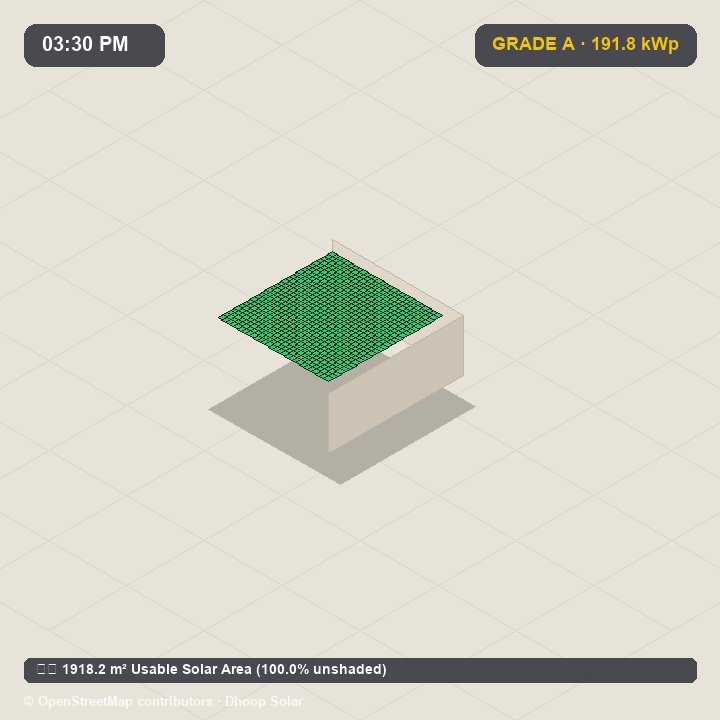 03:30 PM
GRADE A · 191.8 kWp
1918.2 m² Usable Solar Area (100.0% unshaded)
© OpenStreetMap contributors · Dhoop Solar